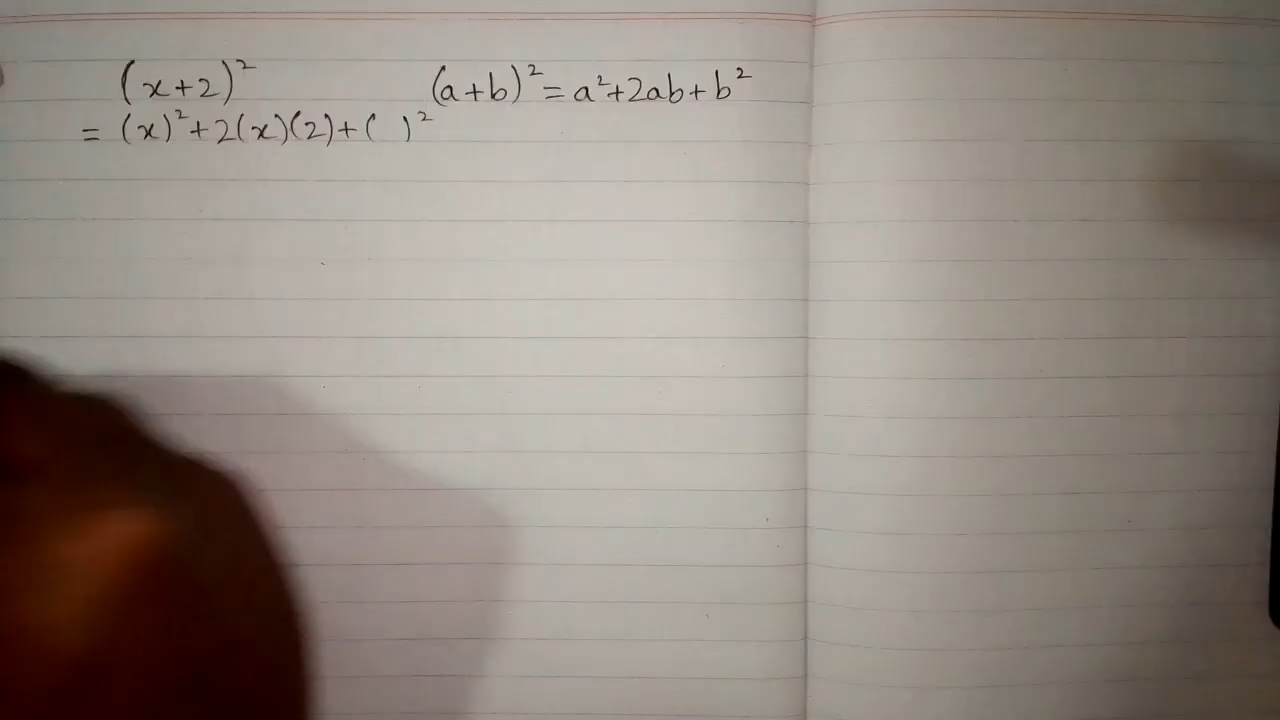 (x+2)² (a+b)² = a²+2ab+b²
= (x)²+2(x)(2)+( )²